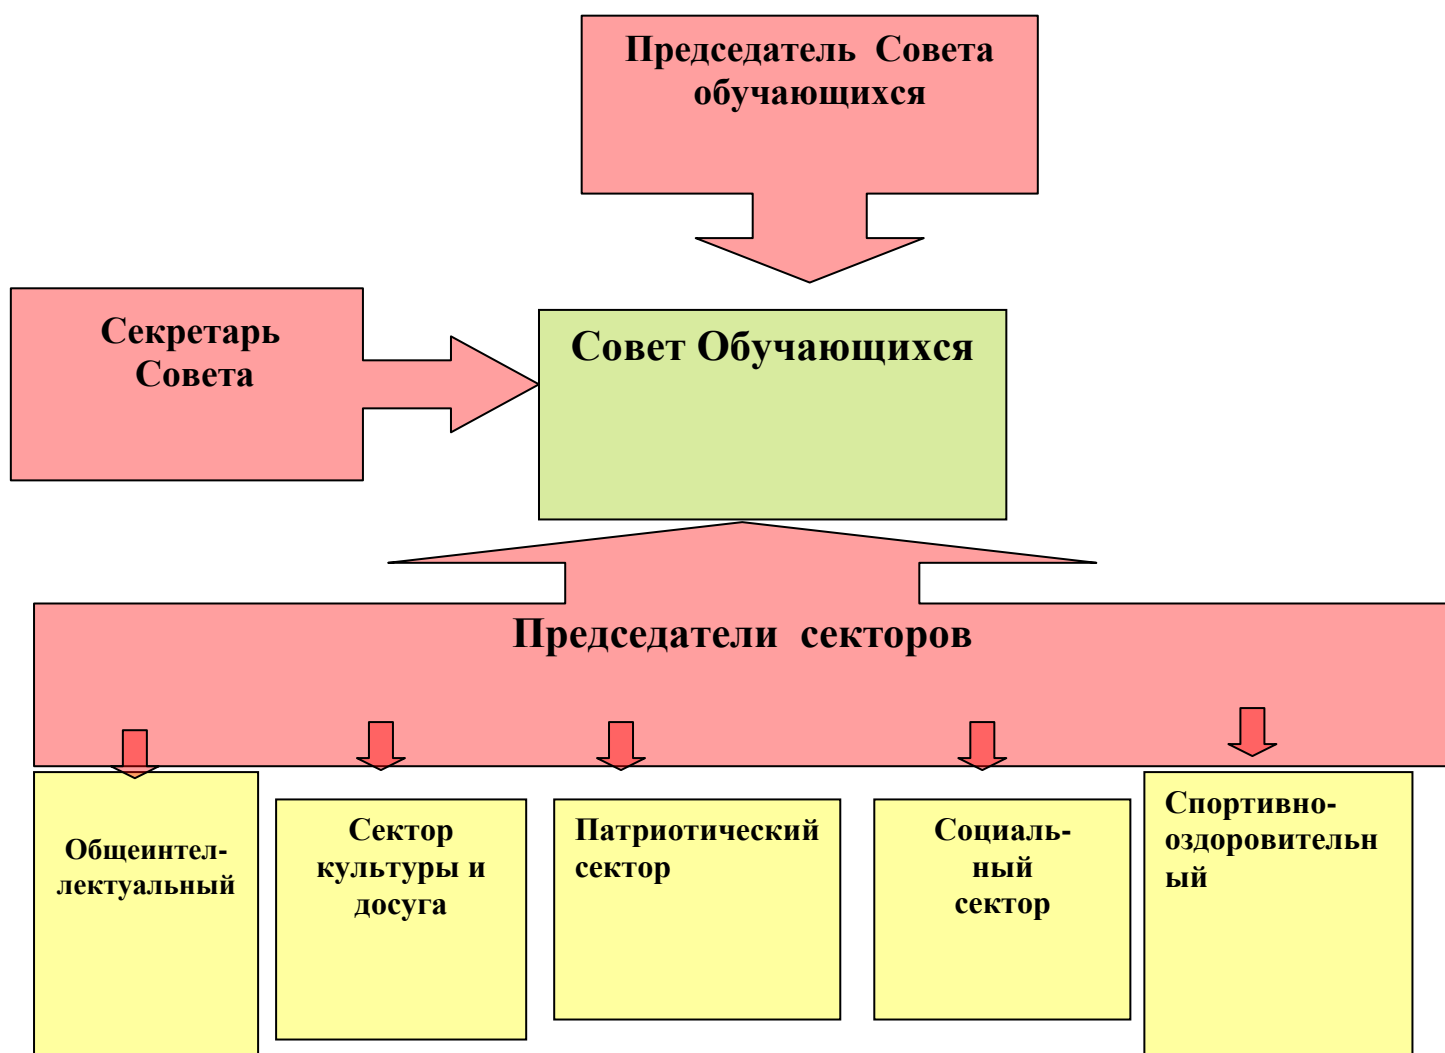 Председатель Совета
обучающихся
Секретарь
Совета
Совет Обучающихся
Председатели секторов
Общеинтел-
лектуальный
Сектор
культуры и
досуга
Патриотический
сектор
Социаль-
ный
сектор
Спортивно-
оздоровительн
ый